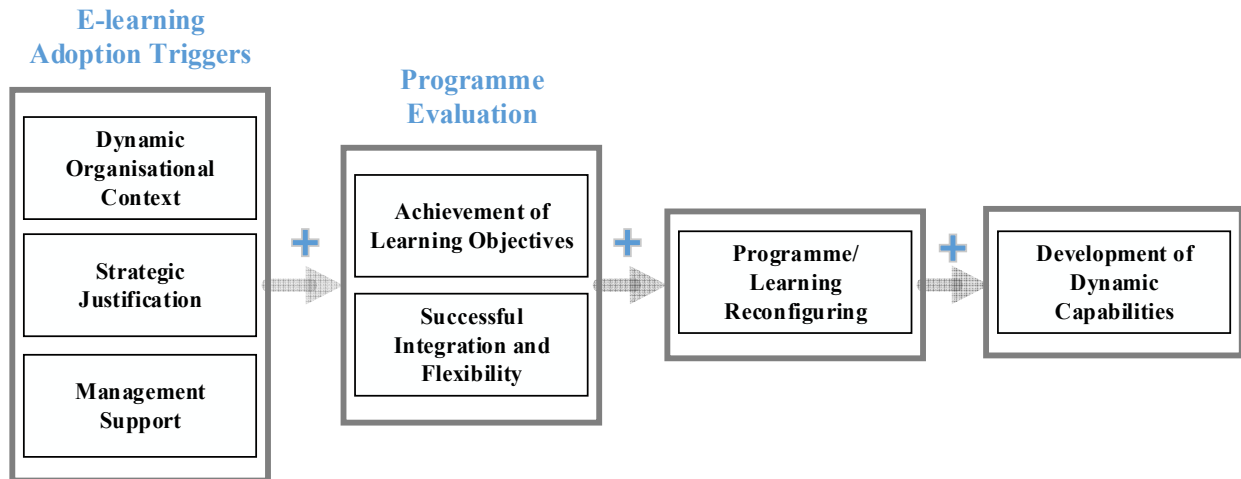 E-learning
Adoption Triggers
Dynamic
Organisational
Context
Strategic
Justification
Management
Support
Programme
Evaluation
Achievement of
Learning Objectives
Successful
Integration and
Flexibility
Programme/
Learning
Reconfiguring
Development of
Dynamic
Capabilities